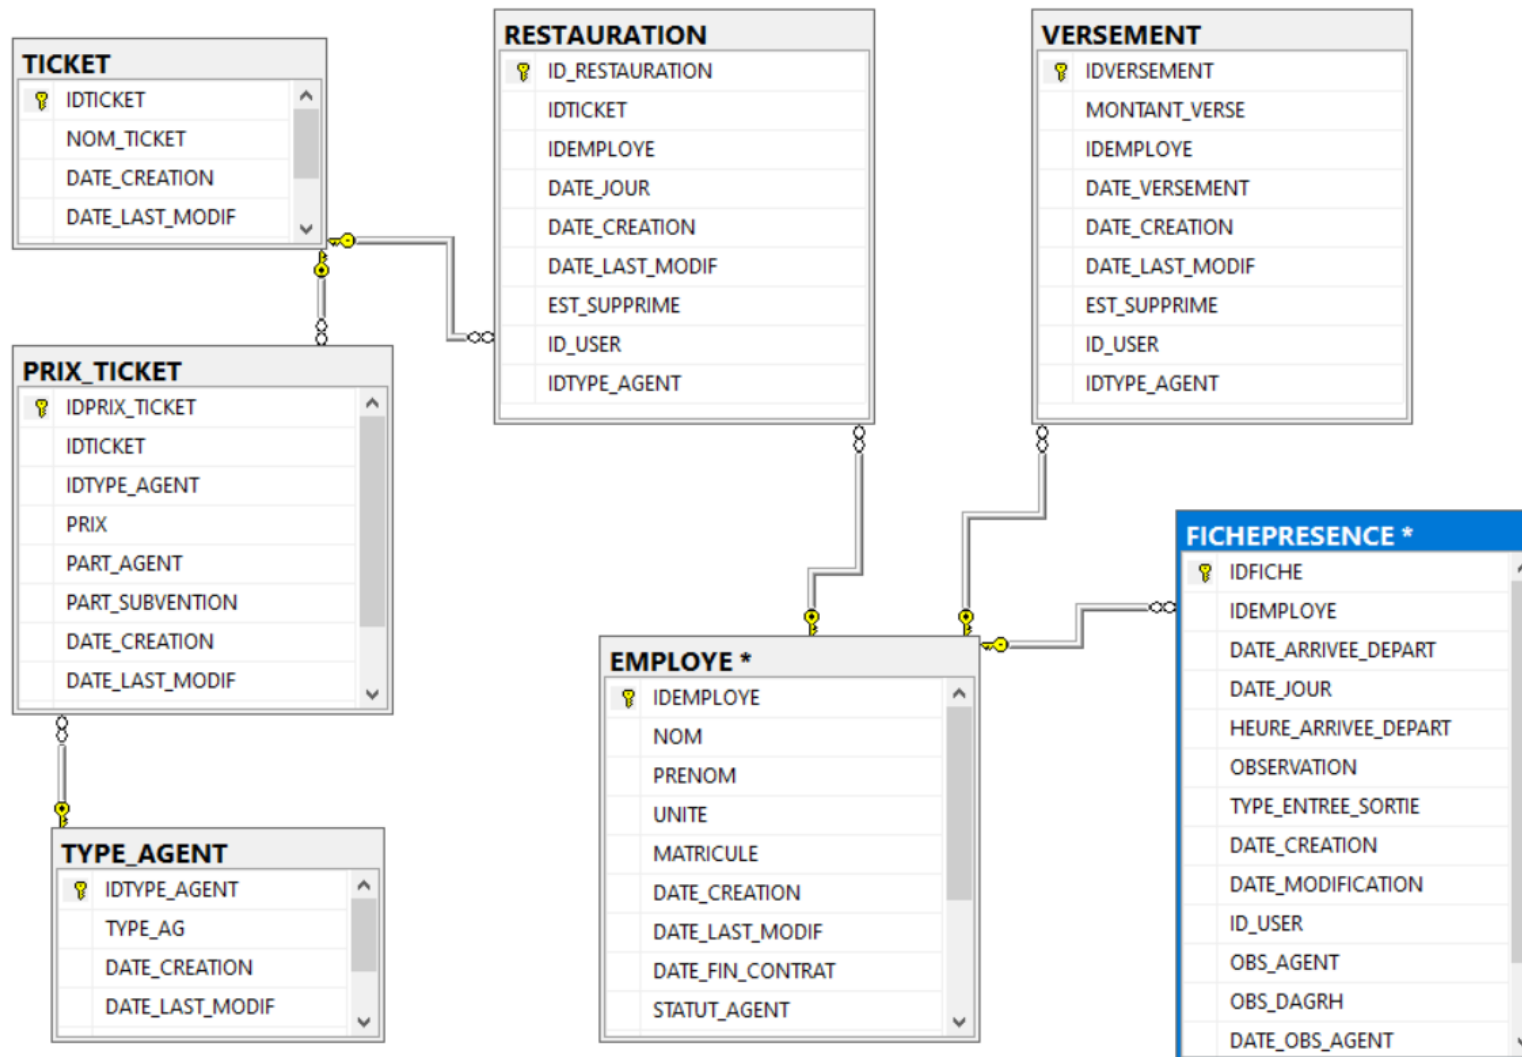 TICKET
IDTICKET
NOM_TICKET
DATE_CREATION
DATE_LAST_MODIF
RESTAURATION
ID_RESTAURATION
IDTICKET
IDEMPLOYE
DATE_JOUR
DATE_CREATION
DATE_LAST_MODIF
EST_SUPPRIME
ID_USER
IDTYPE_AGENT
VERSEMENT
IDVERSEMENT
MONTANT_VERSE
IDEMPLOYE
DATE_VERSEMENT
DATE_CREATION
DATE_LAST_MODIF
EST_SUPPRIME
ID_USER
IDTYPE_AGENT
PRIX_TICKET
IDPRIX_TICKET
IDTICKET
IDTYPE_AGENT
PRIX
PART_AGENT
PART_SUBVENTION
DATE_CREATION
DATE_LAST_MODIF
TYPE_AGENT
IDTYPE_AGENT
TYPE_AG
DATE_CREATION
DATE_LAST_MODIF
EMPLOYE *
IDEMPLOYE
NOM
PRENOM
UNITE
MATRICULE
DATE_CREATION
DATE_LAST_MODIF
DATE_FIN_CONTRAT
STATUT_AGENT
FICHEPRESENCE *
IDFICHE
IDEMPLOYE
DATE_ARRIVEE_DEPART
DATE_JOUR
HEURE_ARRIVEE_DEPART
OBSERVATION
TYPE_ENTREE_SORTIE
DATE_CREATION
DATE_MODIFICATION
ID_USER
OBS_AGENT
OBS_DAGRH
DATE_OBS_AGENT